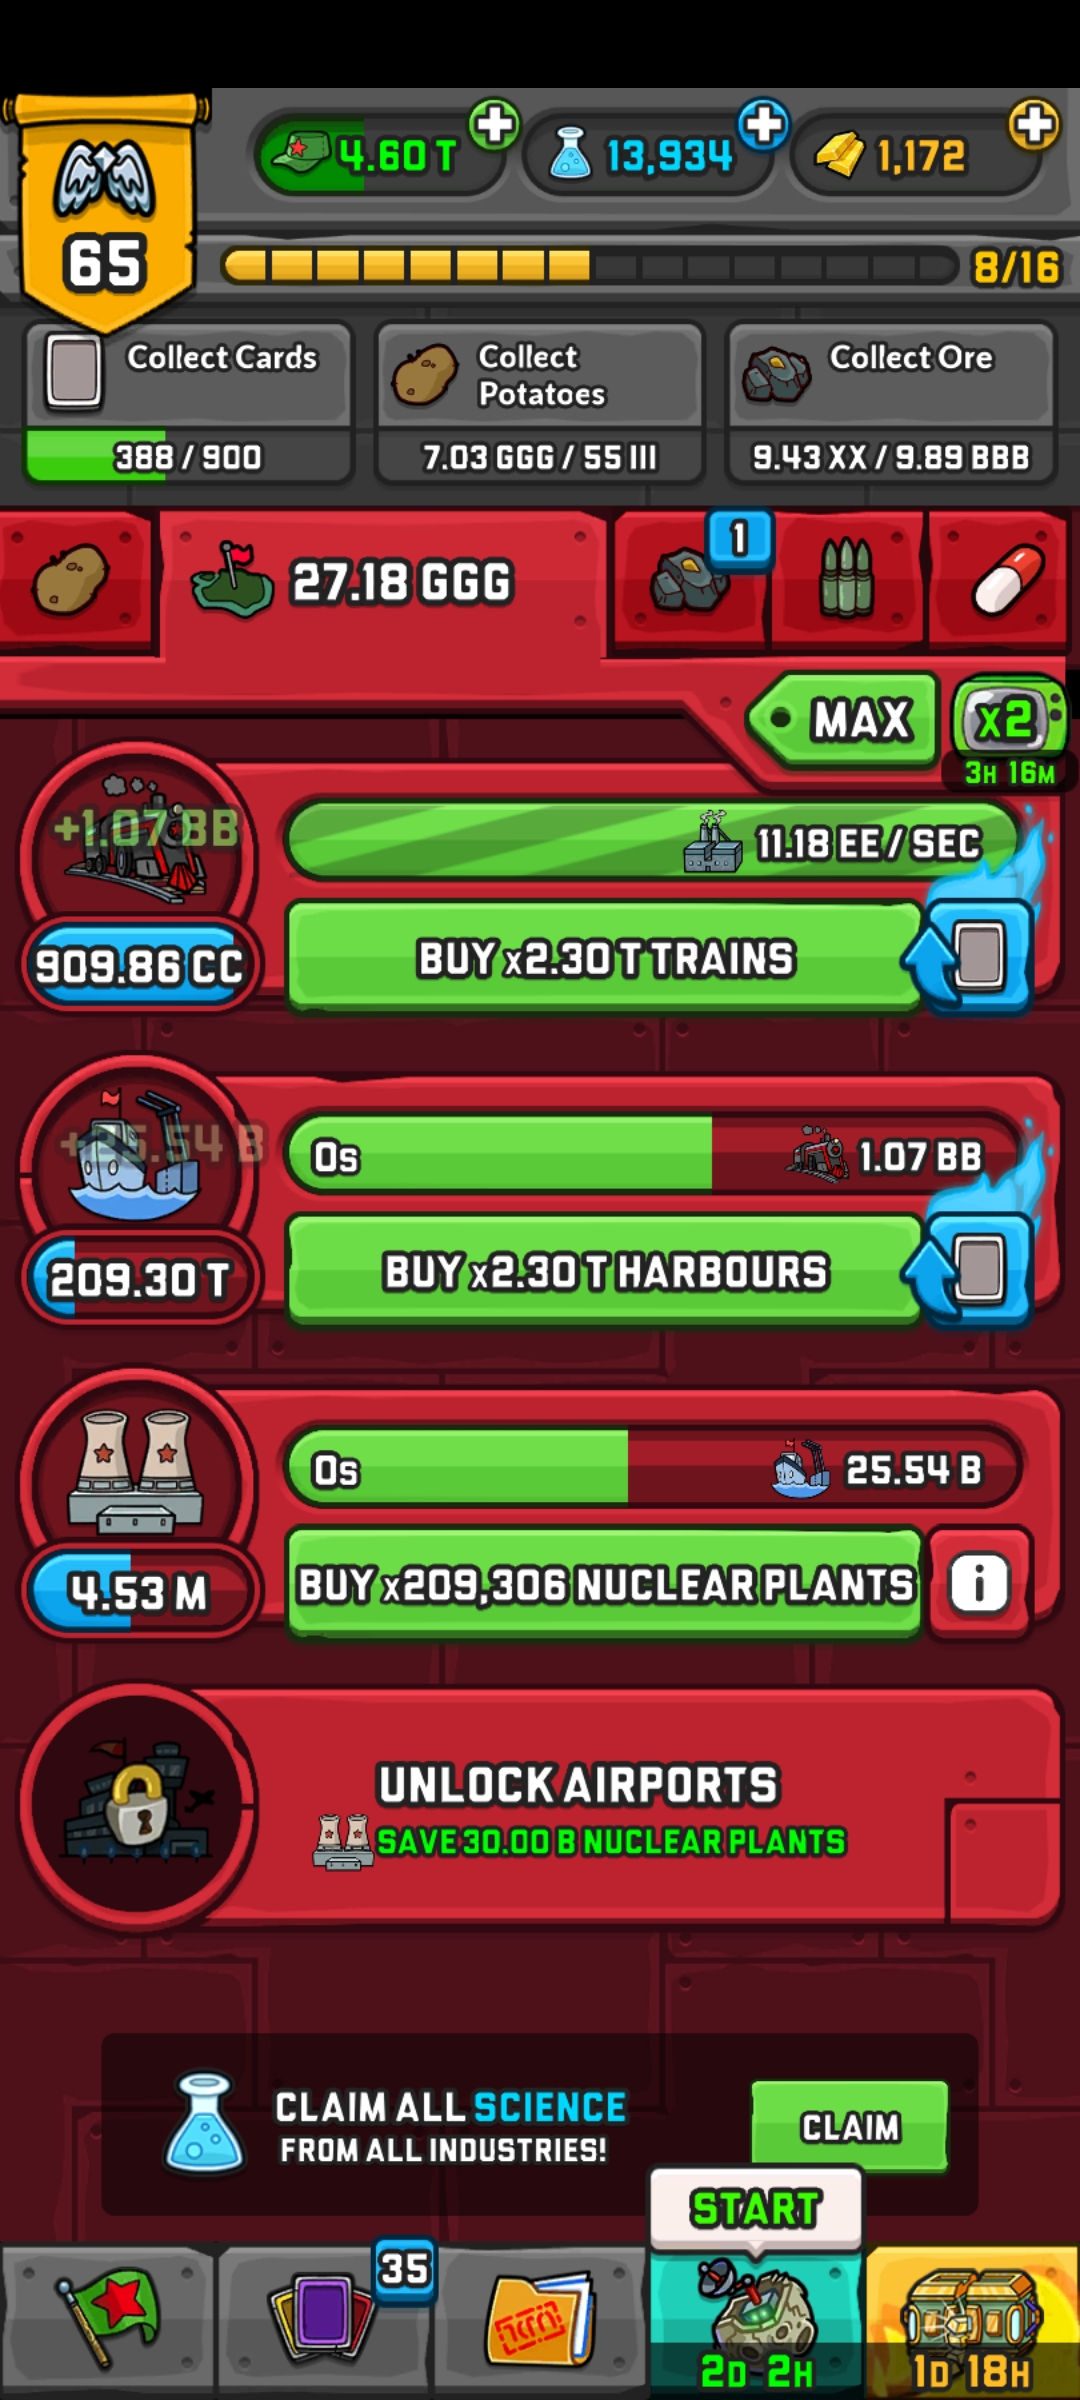 4.60 T
13,934
1,172
65
8/16
Collect Cards
388 / 900
Collect
Potatoes
7.03 GGG / 55 III
Collect Ore
9.43 XX / 9.89 BBB
27.18 GGG
1
MAX
x2
3H 16M
+1.07 BB
11.18 EE / SEC
909.86 CC
BUY x2.30 T TRAINS
+25.54 B
0s
1.07 BB
209.30 T
BUY x2.30 T HARBOURS
0s
25.54 B
4.53 M
BUY x209,306 NUCLEAR PLANTS
i
UNLOCK AIRPORTS
SAVE 30.00 B NUCLEAR PLANTS
CLAIM ALL SCIENCE
FROM ALL INDUSTRIES!
CLAIM
START
35
2D 2H
1D 18H